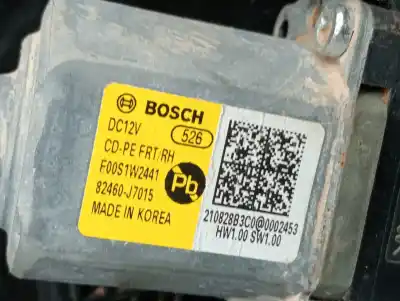 BOSCH
DC12V 526
CD-PE FRT/RH
F00S1W2441
82460-J7015
Pb
MADE IN KOREA
210828B3C0@0002453
HW1.00 SW1.00